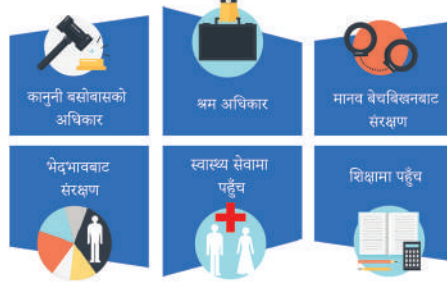 कानुनी बसोबासको
अधिकार
श्रम अधिकार
मानव बेचबिखनबाट
संरक्षण
भेदभावबाट
संरक्षण
स्वास्थ्य सेवामा
पहुँच
शिक्षामा पहुँच